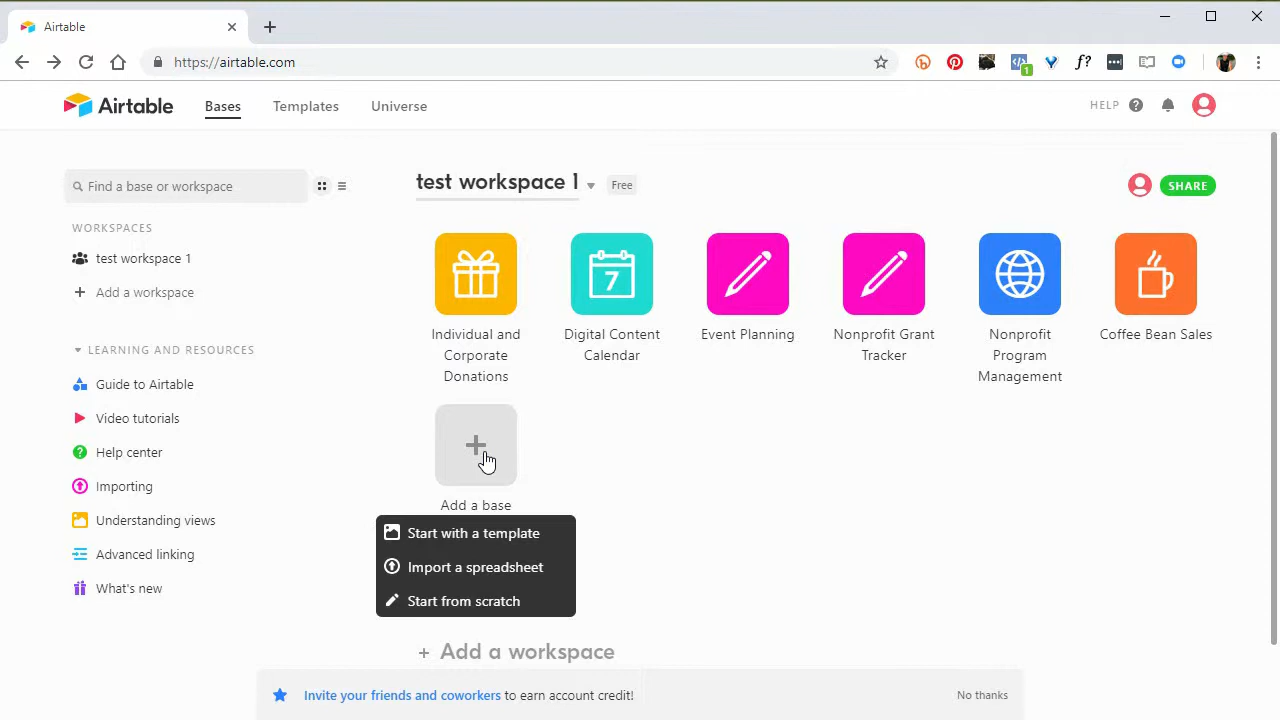 Airtable
https://airtable.com
1
f?
Airtable
Bases
Templates
Universe
HELP
Find a base or workspace
WORKSPACES
test workspace 1
Add a workspace
LEARNING AND RESOURCES
Guide to Airtable
Video tutorials
Help center
Importing
Understanding views
Advanced linking
What's new
test workspace 1
Free
SHARE
Individual and
Corporate
Donations
7
Digital Content
Calendar
Event Planning
Nonprofit Grant
Tracker
Nonprofit
Program
Management
Coffee Bean Sales
Add a base
Start with a template
Import a spreadsheet
Start from scratch
+ Add a workspace
Invite your friends and coworkers to earn account credit!
No thanks